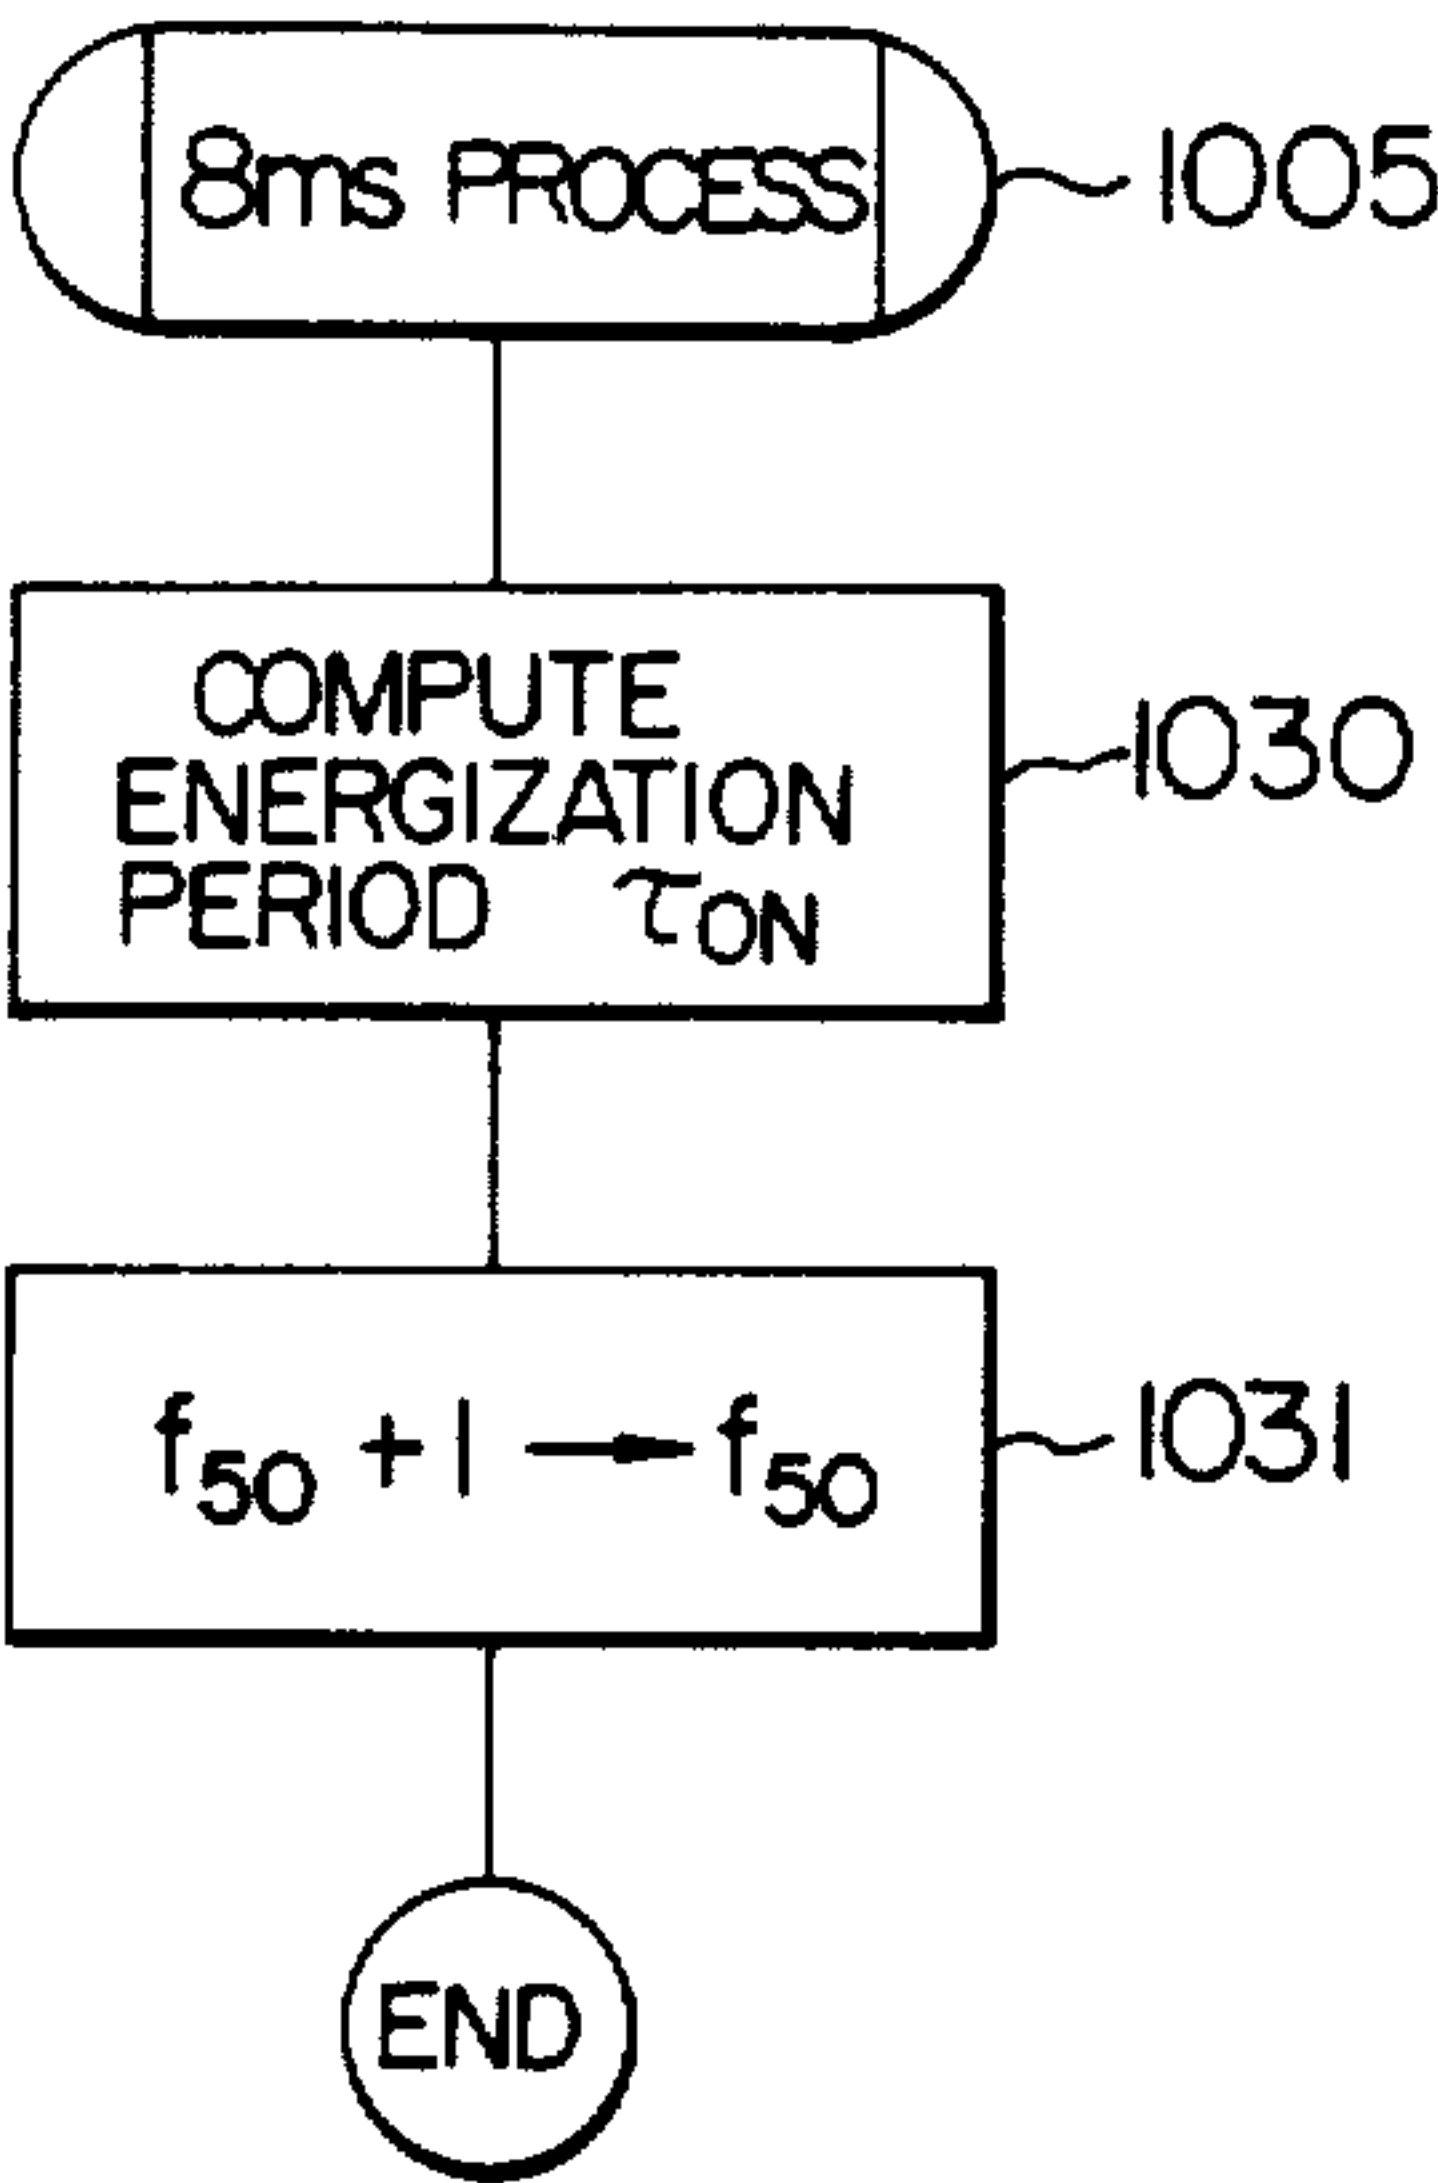 8ms PROCESS
1005
COMPUTE
ENERGIZATION
PERIOD τON
1030
f50 + 1 → f50
1031
END